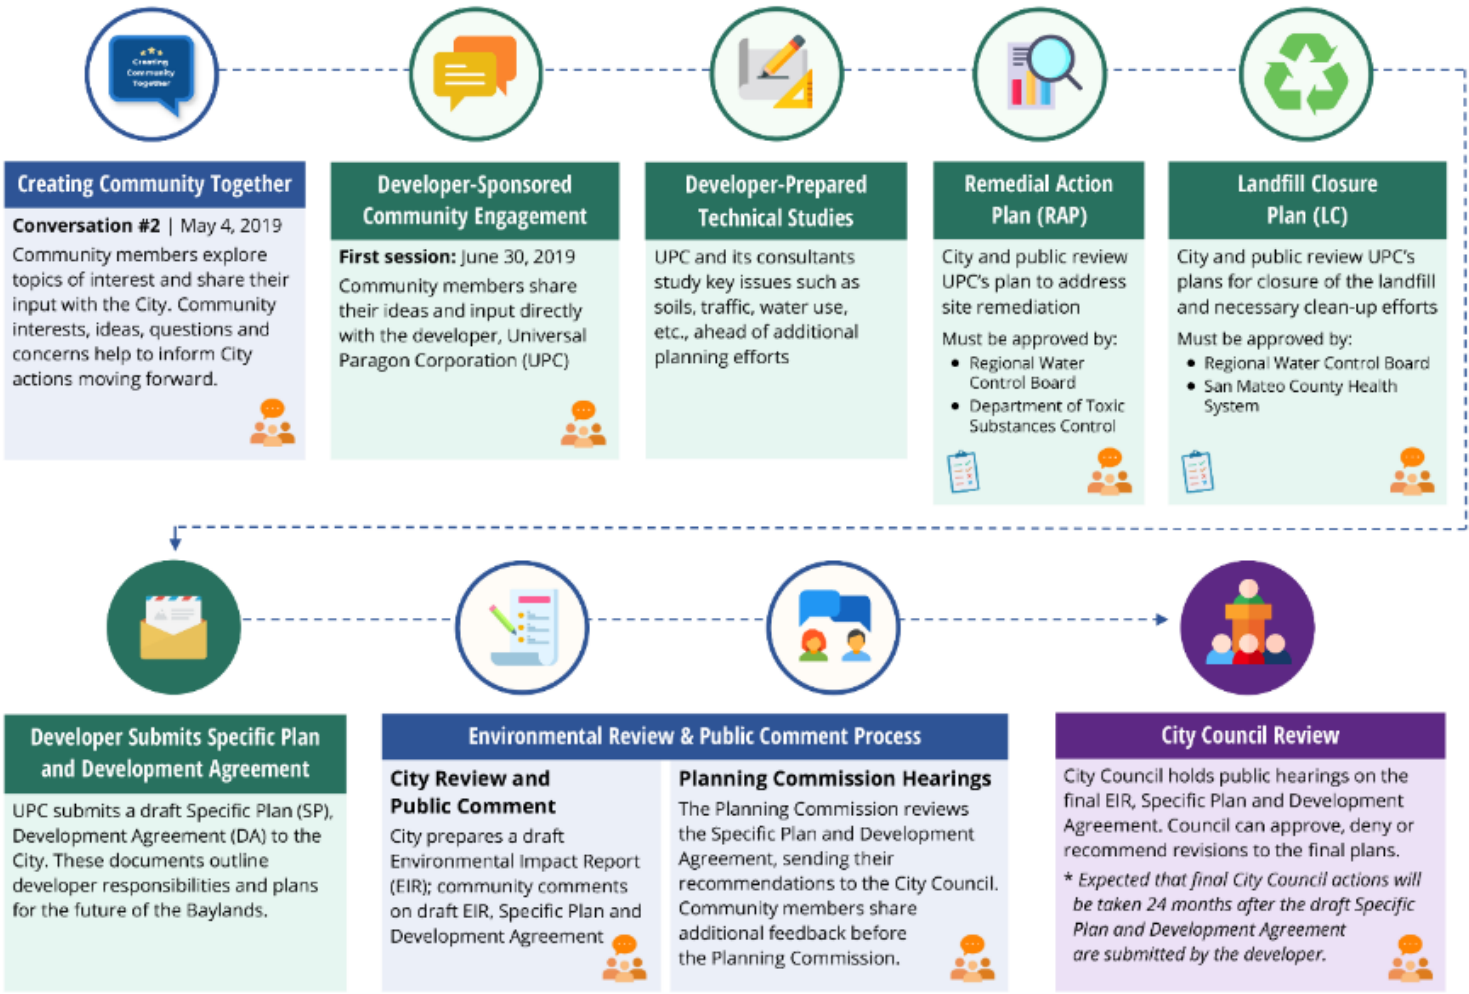 Creating
Community
Together
Creating Community Together
Conversation #2 | May 4, 2019
Community members explore
topics of interest and share their
input with the City. Community
interests, ideas, questions and
concerns help to inform City
actions moving forward.
Developer-Sponsored
Community Engagement
First session: June 30, 2019
Community members share
their ideas and input directly
with the developer, Universal
Paragon Corporation (UPC)
Developer-Prepared
Technical Studies
UPC and its consultants
study key issues such as
soils, traffic, water use,
etc., ahead of additional
planning efforts
Remedial Action
Plan (RAP)
City and public review
UPC's plan to address
site remediation
Must be approved by:
• Regional Water
Control Board
• Department of Toxic
Substances Control
Landfill Closure
Plan (LC)
City and public review UPC's
plans for closure of the landfill
and necessary clean-up efforts
Must be approved by:
• Regional Water Control Board
• San Mateo County Health
System
Developer Submits Specific Plan
and Development Agreement
UPC submits a draft Specific Plan (SP),
Development Agreement (DA) to the
City. These documents outline
developer responsibilities and plans
for the future of the Baylands.
Environmental Review & Public Comment Process
City Review and
Public Comment
City prepares a draft
Environmental Impact Report
(EIR); community comments
on draft EIR, Specific Plan and
Development Agreement
Planning Commission Hearings
The Planning Commission reviews
the Specific Plan and Development
Agreement, sending their
recommendations to the City Council.
Community members share
additional feedback before
the Planning Commission.
City Council Review
City Council holds public hearings on the
final EIR, Specific Plan and Development
Agreement. Council can approve, deny or
recommend revisions to the final plans.
* Expected that final City Council actions will
be taken 24 months after the draft Specific
Plan and Development Agreement
are submitted by the developer.